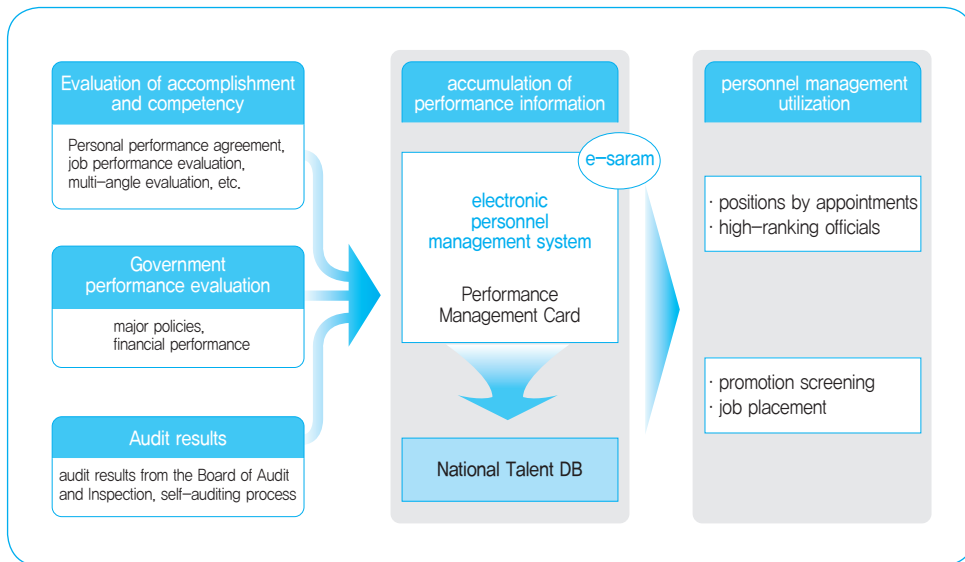 Evaluation of accomplishment
and competency
Personal performance agreement,
job performance evaluation,
multi-angle evaluation, etc.
Government
performance evaluation
major policies,
financial performance
Audit results
audit results from the Board of Audit
and Inspection, self-auditing process
accumulation of
performance information
e-saram
electronic
personnel
management system
Performance
Management Card
National Talent DB
personnel management
utilization
· positions by appointments
· high-ranking officials
· promotion screening
· job placement